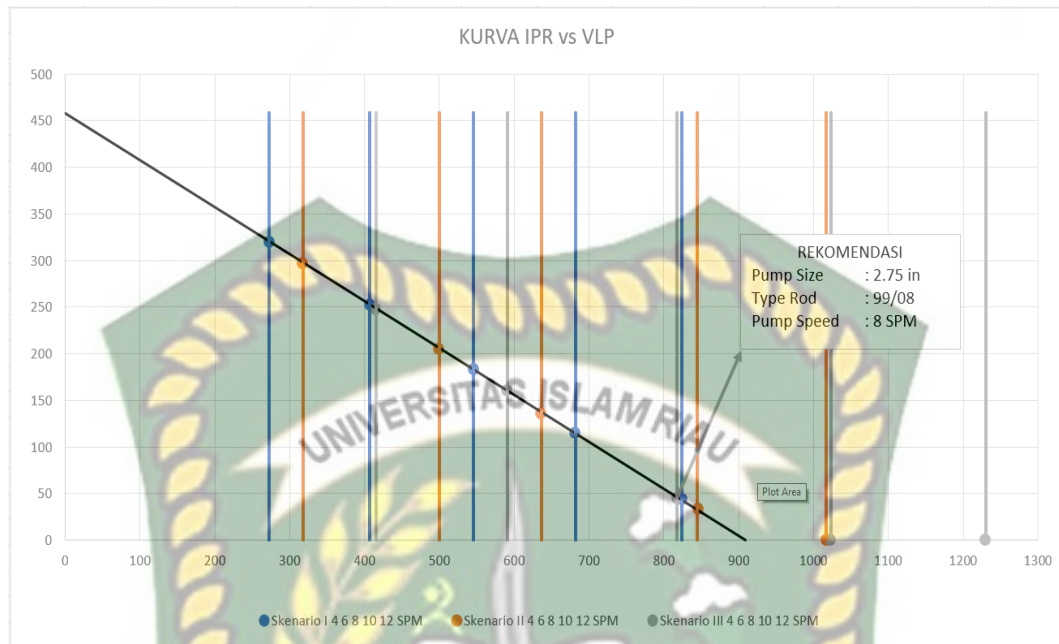 KURVA IPR vs VLP
500
450
400
350
300
250
200
150
100
50
0
0 100 200 300 400 500 600 700 800 900 1000 1100 1200 1300
REKOMENDASI
Pump Size : 2.75 in
Type Rod : 99/08
Pump Speed : 8 SPM
UNIVERSITAS ISLAM RIAU
Plot Area
Skenario I 4 6 8 10 12 SPM Skenario II 4 6 8 10 12 SPM Skenario III 4 6 8 10 12 SPM